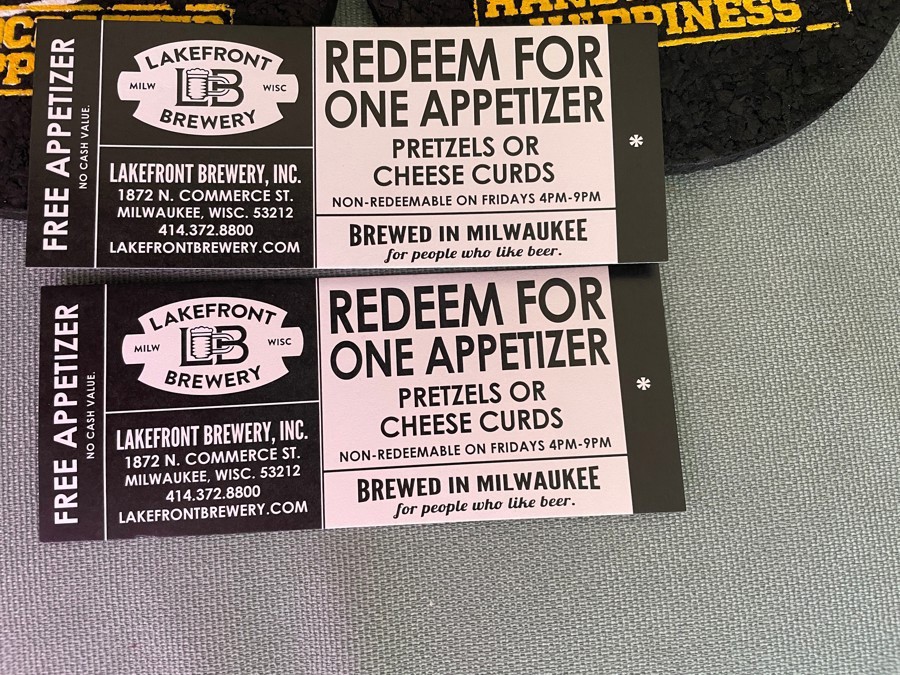 HAPPINESS
FREE APPETIZER
NO CASH VALUE.
LAKEFRONT
MILW LB WISC
BREWERY
LAKEFRONT BREWERY, INC.
1872 N. COMMERCE ST.
MILWAUKEE, WISC. 53212
414.372.8800
LAKEFRONTBREWERY.COM
REDEEM FOR
ONE APPETIZER
PRETZELS OR
CHEESE CURDS
NON-REDEEMABLE ON FRIDAYS 4PM-9PM
BREWED IN MILWAUKEE
for people who like beer.
*
FREE APPETIZER
NO CASH VALUE.
LAKEFRONT
MILW LB WISC
BREWERY
LAKEFRONT BREWERY, INC.
1872 N. COMMERCE ST.
MILWAUKEE, WISC. 53212
414.372.8800
LAKEFRONTBREWERY.COM
REDEEM FOR
ONE APPETIZER
PRETZELS OR
CHEESE CURDS
NON-REDEEMABLE ON FRIDAYS 4PM-9PM
BREWED IN MILWAUKEE
for people who like beer.
*